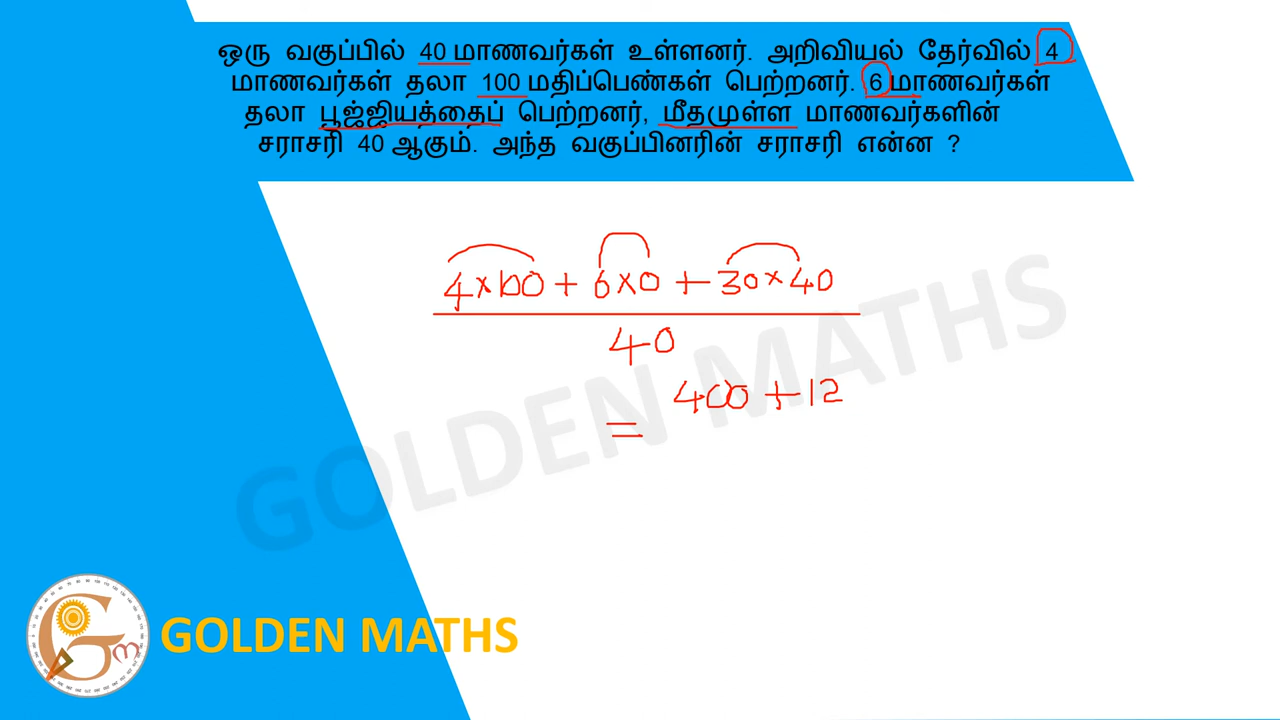 ஒரு வகுப்பில் 40 மாணவர்கள் உள்ளனர். அறிவியல் தேர்வில் 4
மாணவர்கள் தலா 100 மதிப்பெண்கள் பெற்றனர். 6 மாணவர்கள்
தலா பூஜ்ஜியத்தைப் பெற்றனர், மீதமுள்ள மாணவர்களின்
சராசரி 40 ஆகும். அந்த வகுப்பினரின் சராசரி என்ன ?
4×100 + 6×0 + 30×40
40
400 + 12
=
GOLDEN MATHS
Gm
GOLDEN MATHS